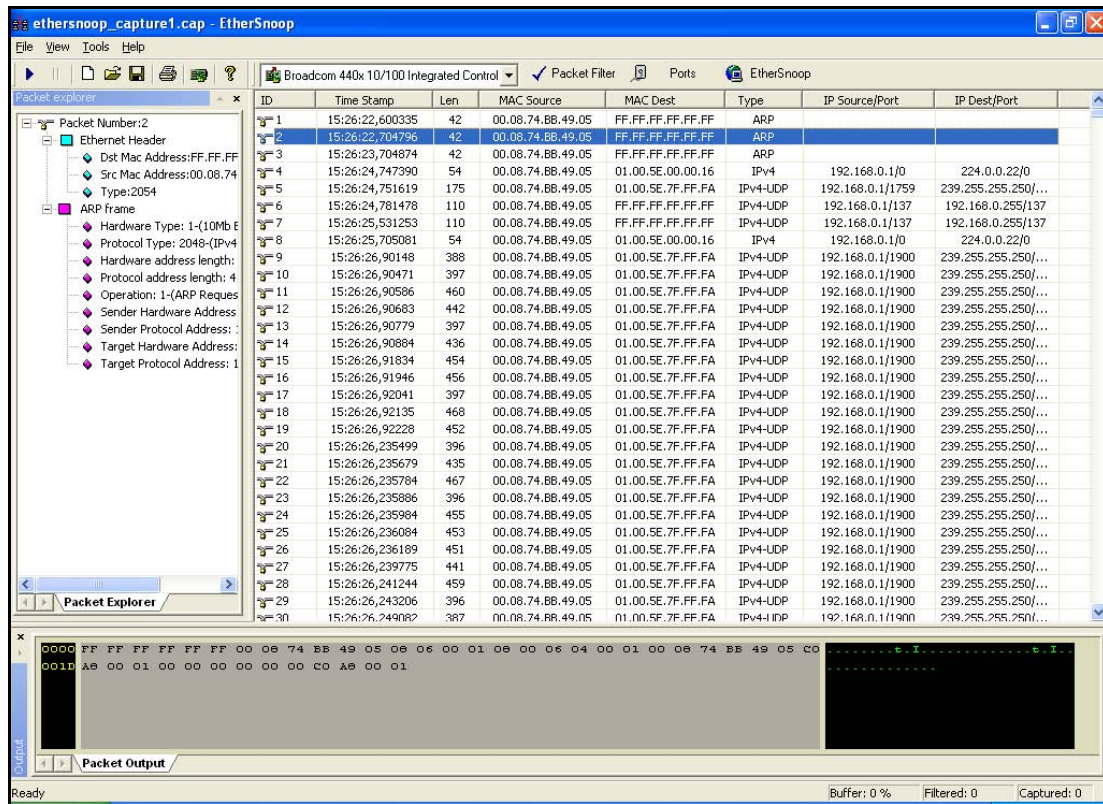 ethersnoop_capture1.cap - EtherSnoop
File View Tools Help
Broadcom 440x 10/100 Integrated Control Packet Filter Ports EtherSnoop
Packet explorer
Packet Number:2
Ethernet Header
Dst Mac Address:FF.FF.FF
Src Mac Address:00.08.74
Type:2054
ARP frame
Hardware Type: 1-(10Mb E
Protocol Type: 2048-(IPv4
Hardware address length:
Protocol address length: 4
Operation: 1-(ARP Reques
Sender Hardware Address
Sender Protocol Address:
Target Hardware Address:
Target Protocol Address: 1
Packet Explorer
ID Time Stamp Len MAC Source MAC Dest Type IP Source/Port IP Dest/Port
1 15:26:22,600335 42 00.08.74.BB.49.05 FF.FF.FF.FF.FF.FF ARP
2 15:26:22,704796 42 00.08.74.BB.49.05 FF.FF.FF.FF.FF.FF ARP
3 15:26:23,704874 42 00.08.74.BB.49.05 FF.FF.FF.FF.FF.FF ARP
4 15:26:24,747390 54 00.08.74.BB.49.05 01.00.5E.00.00.16 IPv4 192.168.0.1/0 224.0.0.22/0
5 15:26:24,751619 175 00.08.74.BB.49.05 01.00.5E.7F.FF.FA IPv4-UDP 192.168.0.1/1759 239.255.255.250/...
6 15:26:24,781478 110 00.08.74.BB.49.05 FF.FF.FF.FF.FF.FF IPv4-UDP 192.168.0.1/137 192.168.0.255/137
7 15:26:25,531253 110 00.08.74.BB.49.05 FF.FF.FF.FF.FF.FF IPv4-UDP 192.168.0.1/137 192.168.0.255/137
8 15:26:25,705081 54 00.08.74.BB.49.05 01.00.5E.00.00.16 IPv4 192.168.0.1/0 224.0.0.22/0
9 15:26:26,90148 388 00.08.74.BB.49.05 01.00.5E.7F.FF.FA IPv4-UDP 192.168.0.1/1900 239.255.255.250/...
10 15:26:26,90471 397 00.08.74.BB.49.05 01.00.5E.7F.FF.FA IPv4-UDP 192.168.0.1/1900 239.255.255.250/...
11 15:26:26,90586 460 00.08.74.BB.49.05 01.00.5E.7F.FF.FA IPv4-UDP 192.168.0.1/1900 239.255.255.250/...
12 15:26:26,90683 442 00.08.74.BB.49.05 01.00.5E.7F.FF.FA IPv4-UDP 192.168.0.1/1900 239.255.255.250/...
13 15:26:26,90779 397 00.08.74.BB.49.05 01.00.5E.7F.FF.FA IPv4-UDP 192.168.0.1/1900 239.255.255.250/...
14 15:26:26,90884 436 00.08.74.BB.49.05 01.00.5E.7F.FF.FA IPv4-UDP 192.168.0.1/1900 239.255.255.250/...
15 15:26:26,91834 454 00.08.74.BB.49.05 01.00.5E.7F.FF.FA IPv4-UDP 192.168.0.1/1900 239.255.255.250/...
16 15:26:26,91946 456 00.08.74.BB.49.05 01.00.5E.7F.FF.FA IPv4-UDP 192.168.0.1/1900 239.255.255.250/...
17 15:26:26,92041 397 00.08.74.BB.49.05 01.00.5E.7F.FF.FA IPv4-UDP 192.168.0.1/1900 239.255.255.250/...
18 15:26:26,92135 468 00.08.74.BB.49.05 01.00.5E.7F.FF.FA IPv4-UDP 192.168.0.1/1900 239.255.255.250/...
19 15:26:26,92228 452 00.08.74.BB.49.05 01.00.5E.7F.FF.FA IPv4-UDP 192.168.0.1/1900 239.255.255.250/...
20 15:26:26,235499 396 00.08.74.BB.49.05 01.00.5E.7F.FF.FA IPv4-UDP 192.168.0.1/1900 239.255.255.250/...
21 15:26:26,235679 435 00.08.74.BB.49.05 01.00.5E.7F.FF.FA IPv4-UDP 192.168.0.1/1900 239.255.255.250/...
22 15:26:26,235784 467 00.08.74.BB.49.05 01.00.5E.7F.FF.FA IPv4-UDP 192.168.0.1/1900 239.255.255.250/...
23 15:26:26,235886 396 00.08.74.BB.49.05 01.00.5E.7F.FF.FA IPv4-UDP 192.168.0.1/1900 239.255.255.250/...
24 15:26:26,235984 455 00.08.74.BB.49.05 01.00.5E.7F.FF.FA IPv4-UDP 192.168.0.1/1900 239.255.255.250/...
25 15:26:26,236084 453 00.08.74.BB.49.05 01.00.5E.7F.FF.FA IPv4-UDP 192.168.0.1/1900 239.255.255.250/...
26 15:26:26,236189 451 00.08.74.BB.49.05 01.00.5E.7F.FF.FA IPv4-UDP 192.168.0.1/1900 239.255.255.250/...
27 15:26:26,239775 441 00.08.74.BB.49.05 01.00.5E.7F.FF.FA IPv4-UDP 192.168.0.1/1900 239.255.255.250/...
28 15:26:26,241244 459 00.08.74.BB.49.05 01.00.5E.7F.FF.FA IPv4-UDP 192.168.0.1/1900 239.255.255.250/...
29 15:26:26,243206 396 00.08.74.BB.49.05 01.00.5E.7F.FF.FA IPv4-UDP 192.168.0.1/1900 239.255.255.250/...
30 15:26:26,249082 387 00.08.74.BB.49.05 01.00.5E.7F.FF.FA IPv4-UDP 192.168.0.1/1900 239.255.255.250/...
0000 FF FF FF FF FF FF 00 08 74 BB 49 05 08 06 00 01 08 00 06 04 00 01 00 08 74 BB 49 05 C0 ........t.I.............t.I..
001D A8 00 01 00 00 00 00 00 00 C0 A8 00 01 .............
Output
Packet Output
Ready Buffer: 0 % Filtered: 0 Captured: 0